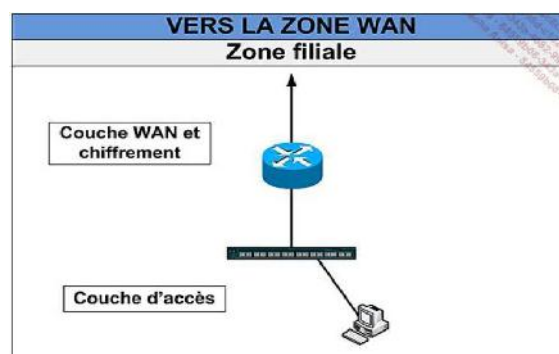 VERS LA ZONE WAN
Zone filiale
Couche WAN et
chiffrement
Couche d'accès